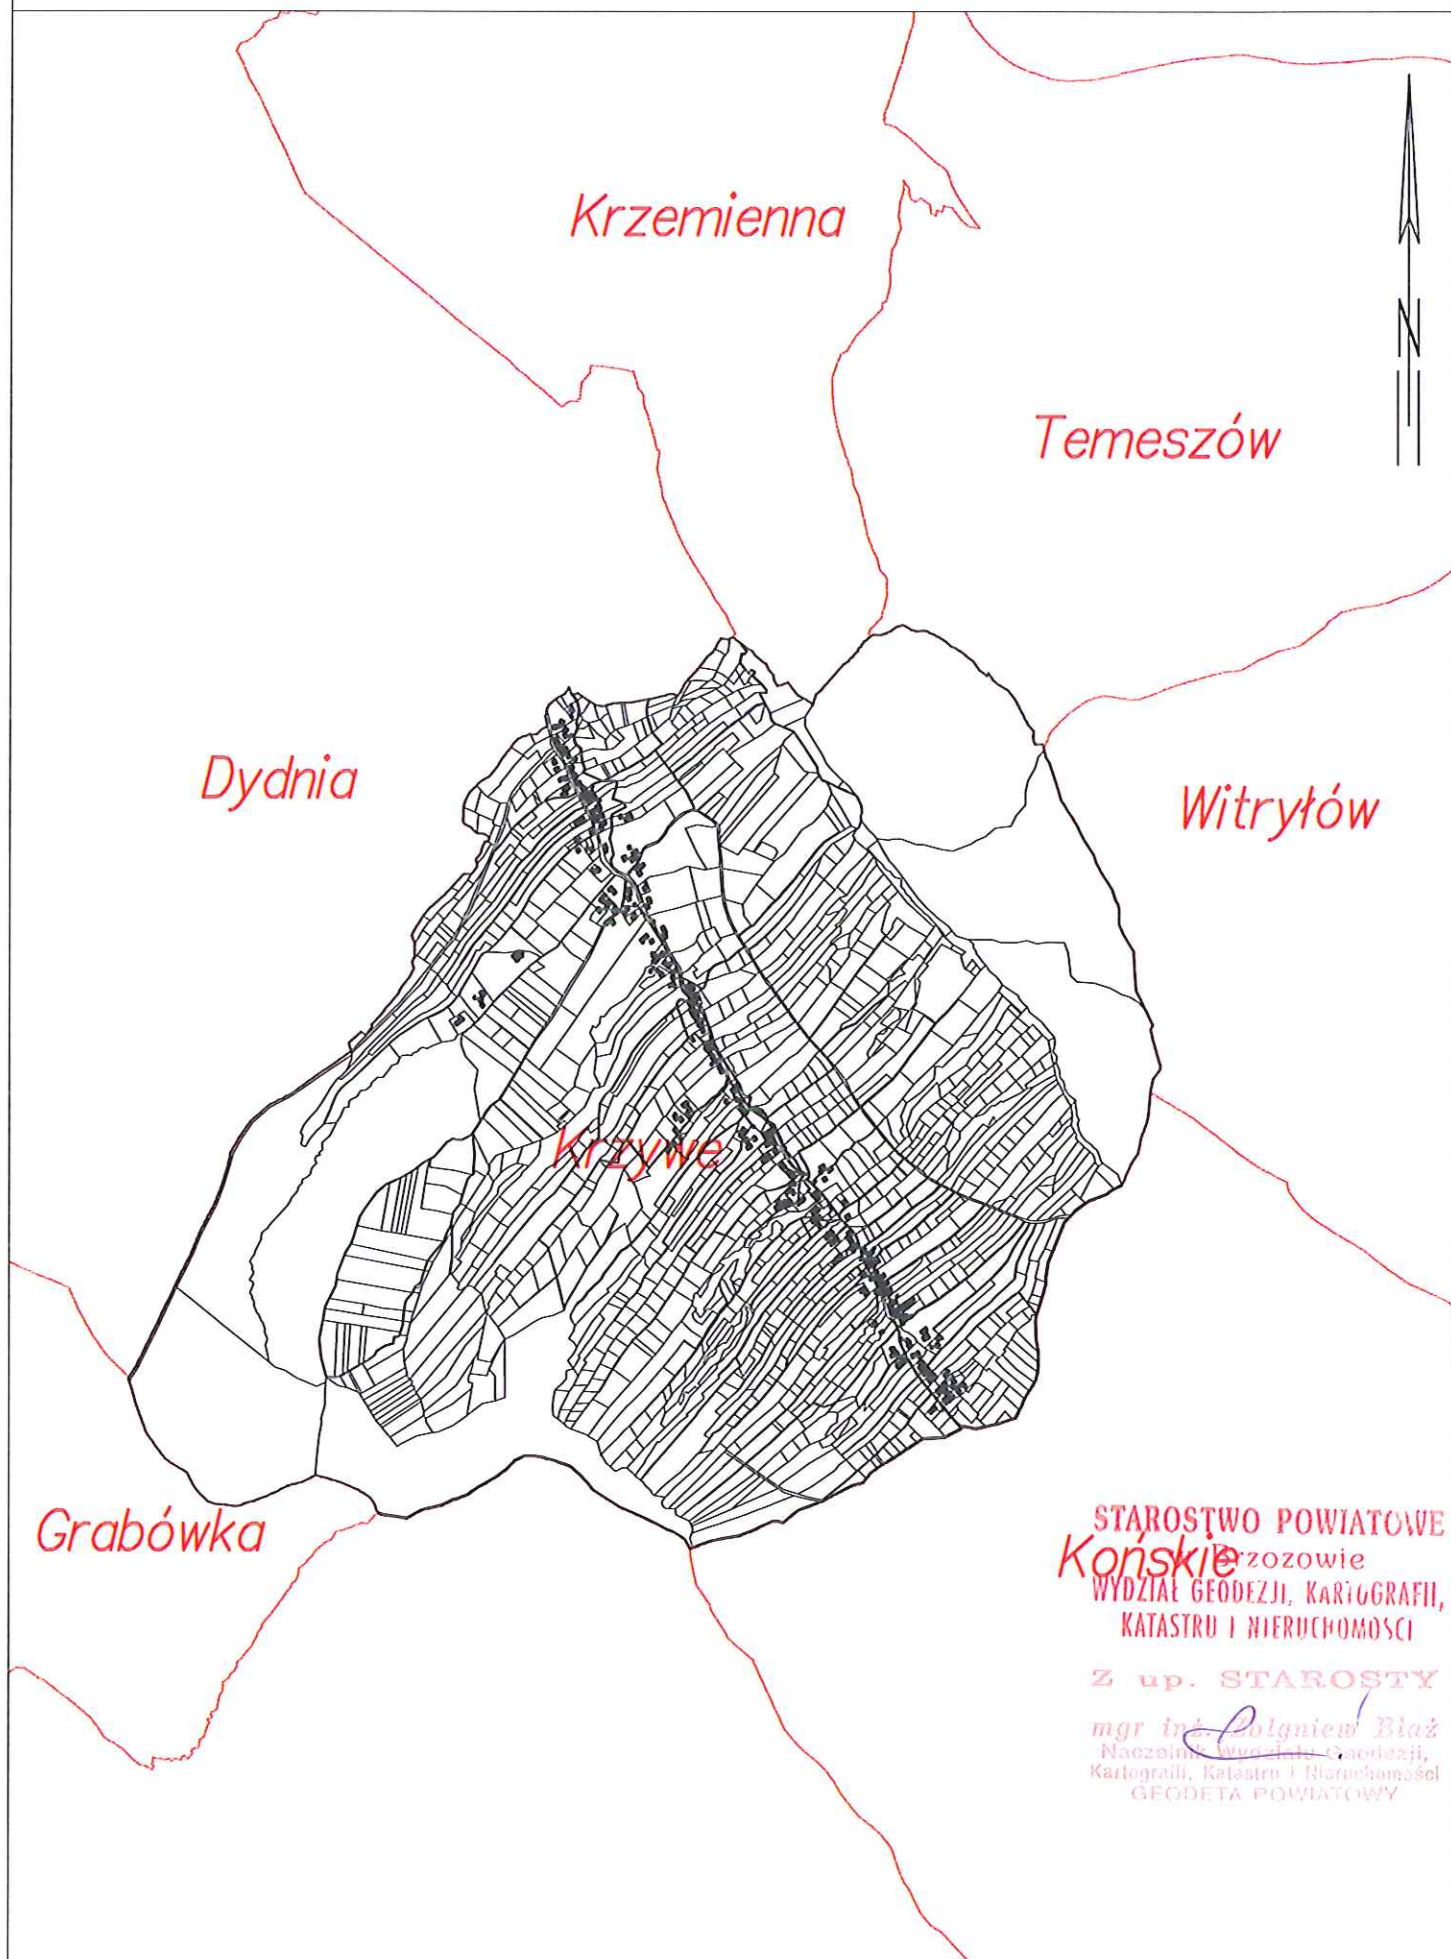 Krzemienna
N
Temeszów
Dydnia
Witryłów
Krzywe
Grabówka
Końskie
STAROSTWO POWIATOWE
w Brzozowie
WYDZIAŁ GEODEZJI, KARTOGRAFII,
KATASTRU I NIERUCHOMOŚCI
Z up. STAROSTY
mgr inż. Zbigniew Błaż
Naczelnik Wydziału Geodezji,
Kartografii, Katastru i Nieruchomości
GEODETA POWIATOWY